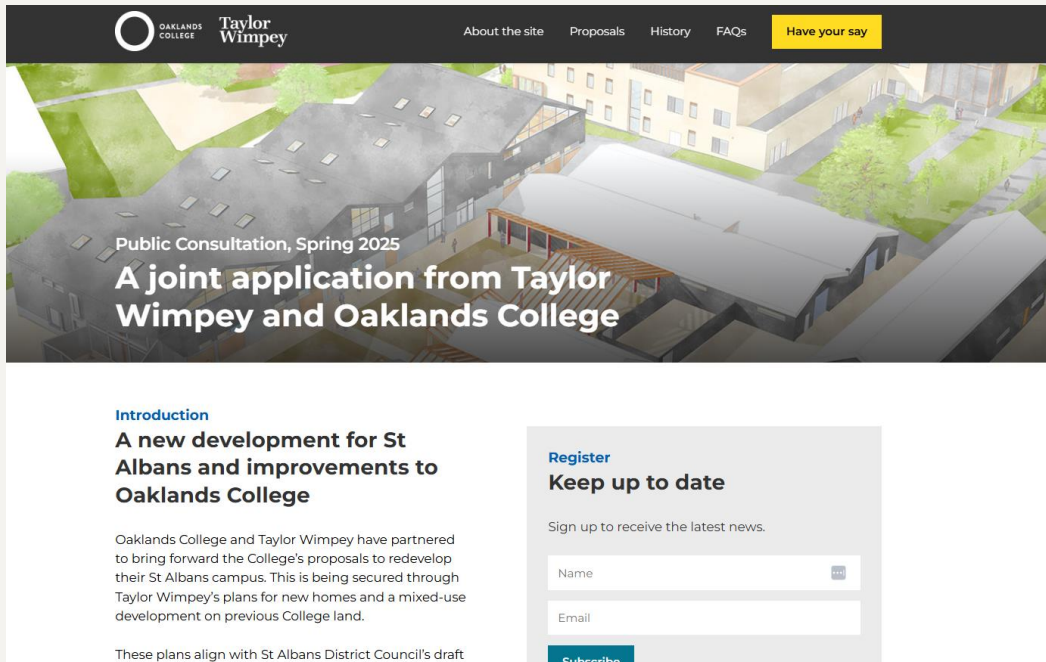 OAKLANDS
COLLEGE
Taylor
Wimpey
About the site
Proposals
History
FAQs
Have your say
Public Consultation, Spring 2025
A joint application from Taylor
Wimpey and Oaklands College
Introduction
A new development for St
Albans and improvements to
Oaklands College
Oaklands College and Taylor Wimpey have partnered
to bring forward the College's proposals to redevelop
their St Albans campus. This is being secured through
Taylor Wimpey's plans for new homes and a mixed-use
development on previous College land.
These plans align with St Albans District Council's draft
Register
Keep up to date
Sign up to receive the latest news.
Name
Email
Subscribe